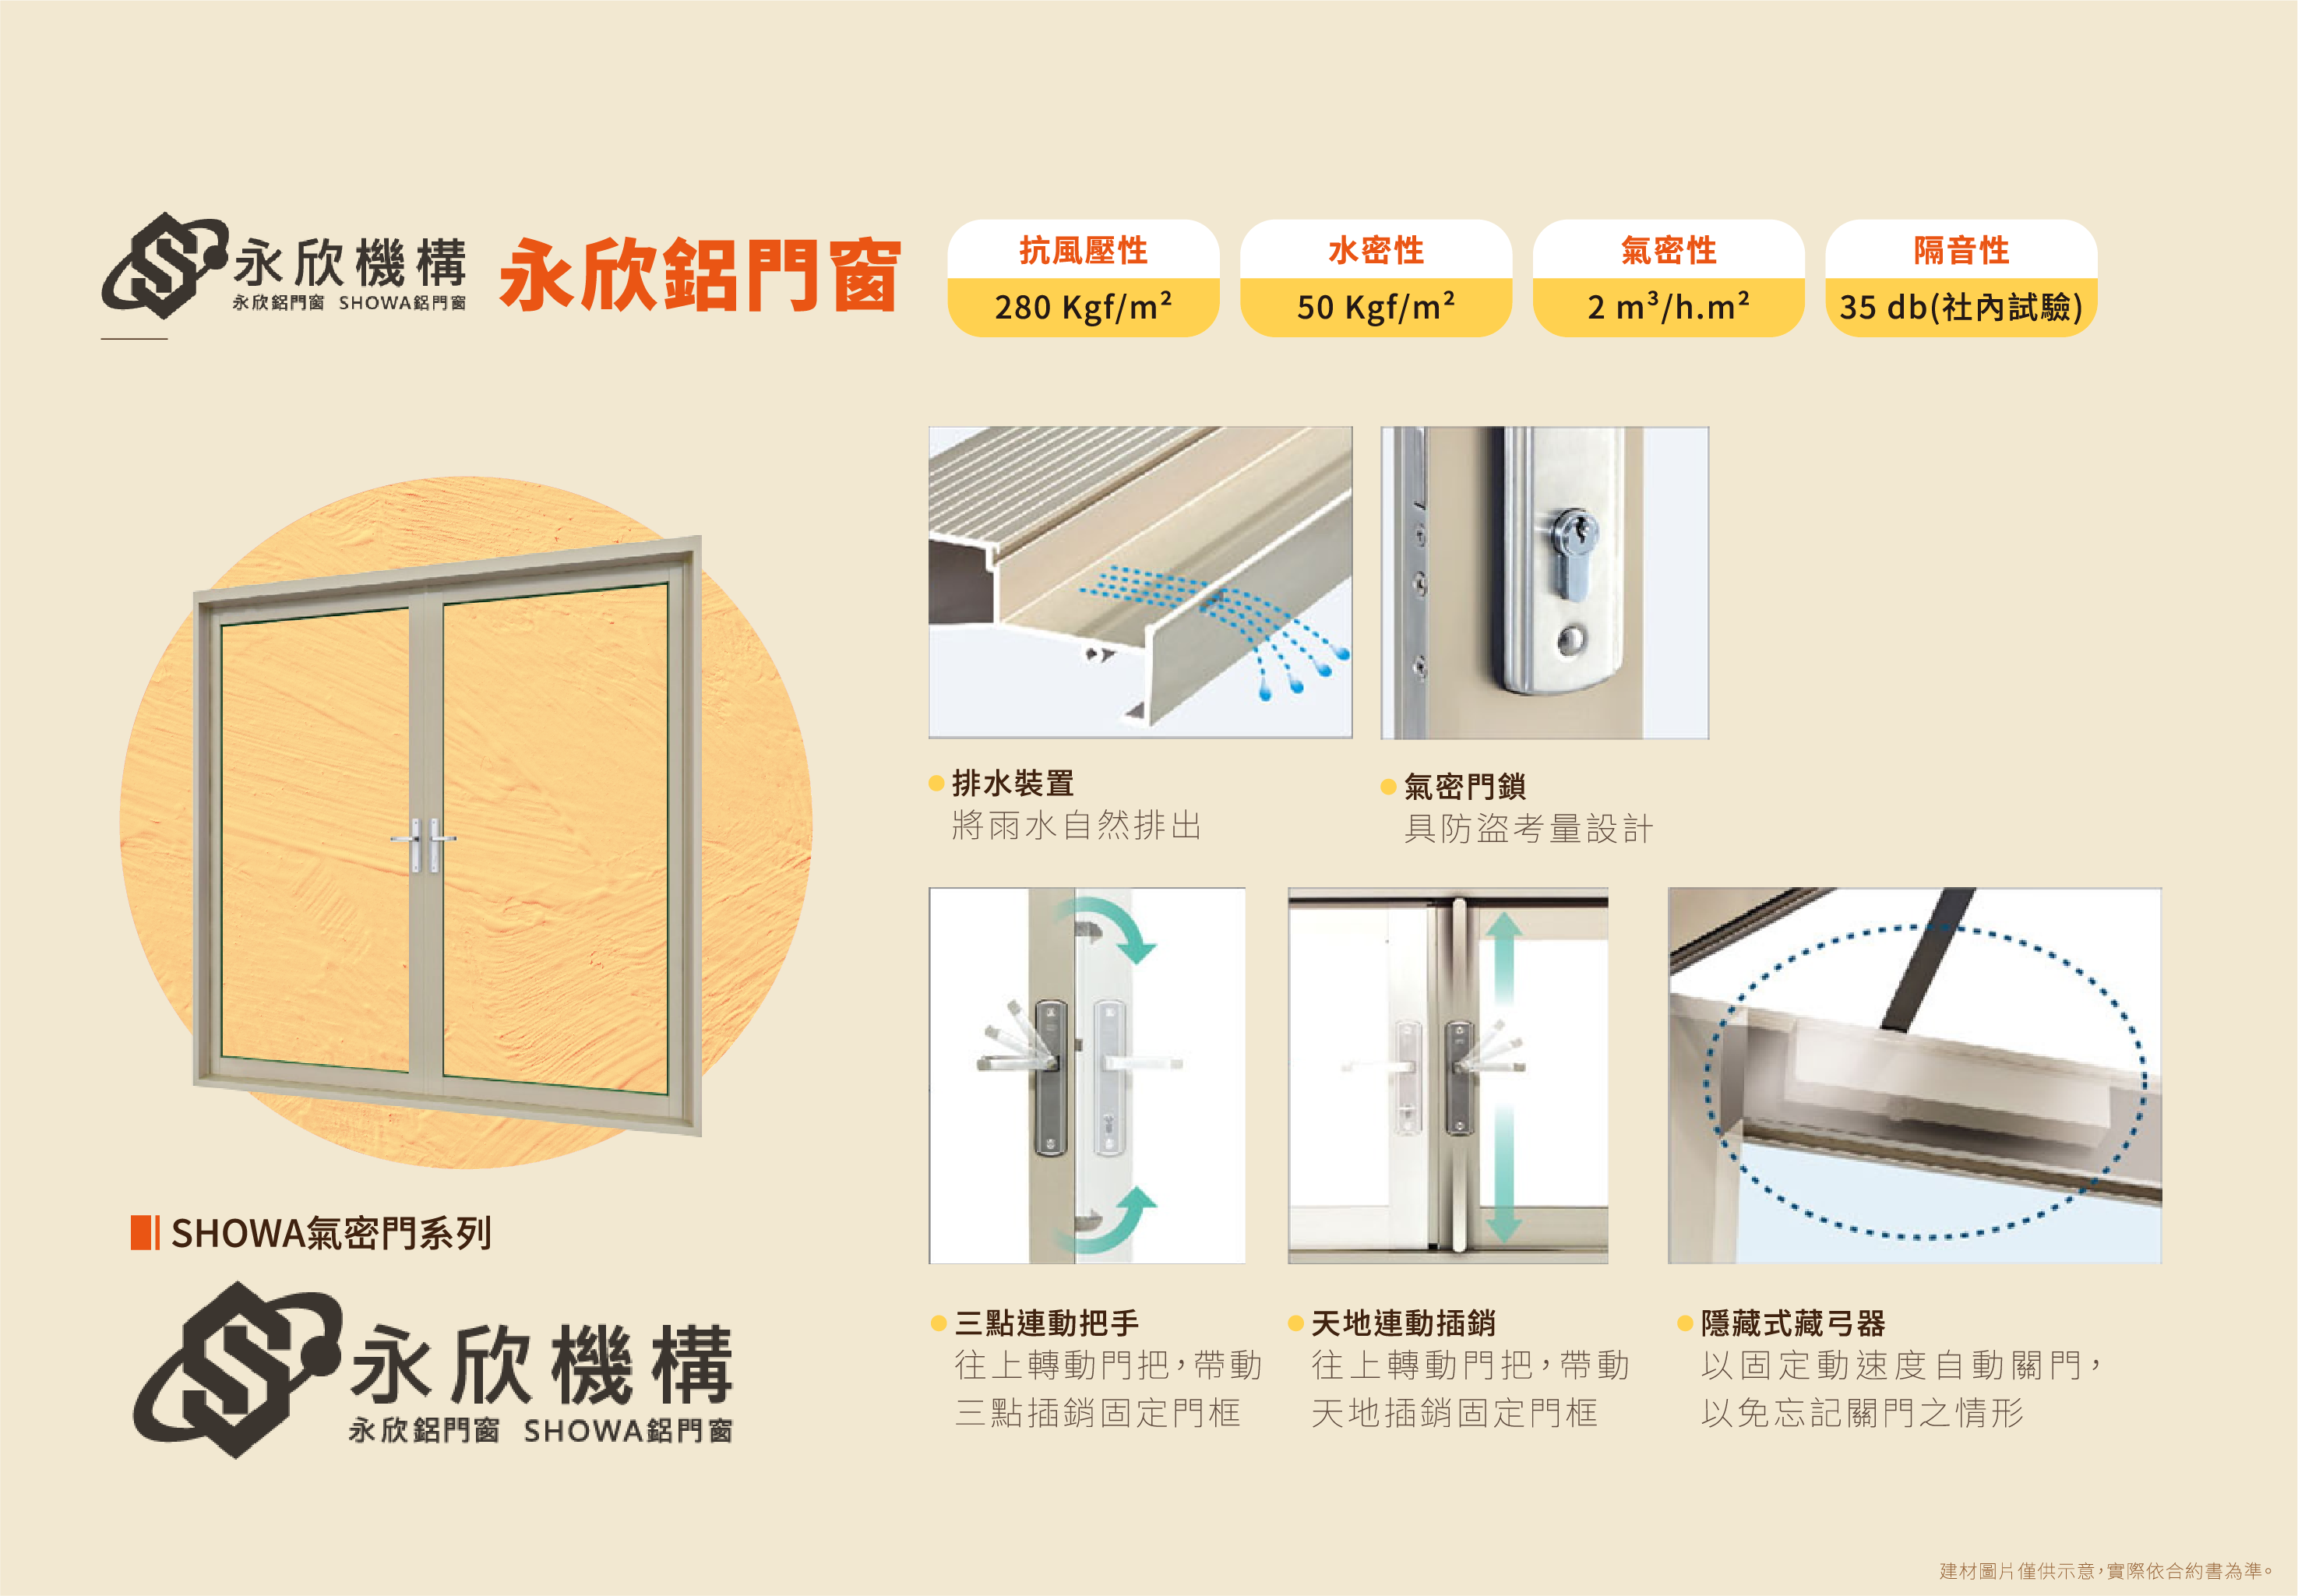 永欣機構
永欣鋁門窗 SHOWA鋁門窗
永欣鋁門窗
抗風壓性
280 Kgf/m²
水密性
50 Kgf/m²
氣密性
2 m³/h.m²
隔音性
35 db(社內試驗)
排水裝置
將雨水自然排出
氣密門鎖
具防盜考量設計
SHOWA氣密門系列
永欣機構
永欣鋁門窗 SHOWA鋁門窗
三點連動把手
往上轉動門把，帶動
三點插銷固定門框
天地連動插銷
往上轉動門把，帶動
天地插銷固定門框
隱藏式藏弓器
以固定動速度自動關門，
以免忘記關門之情形
建材圖片僅供示意，實際依合約書為準。